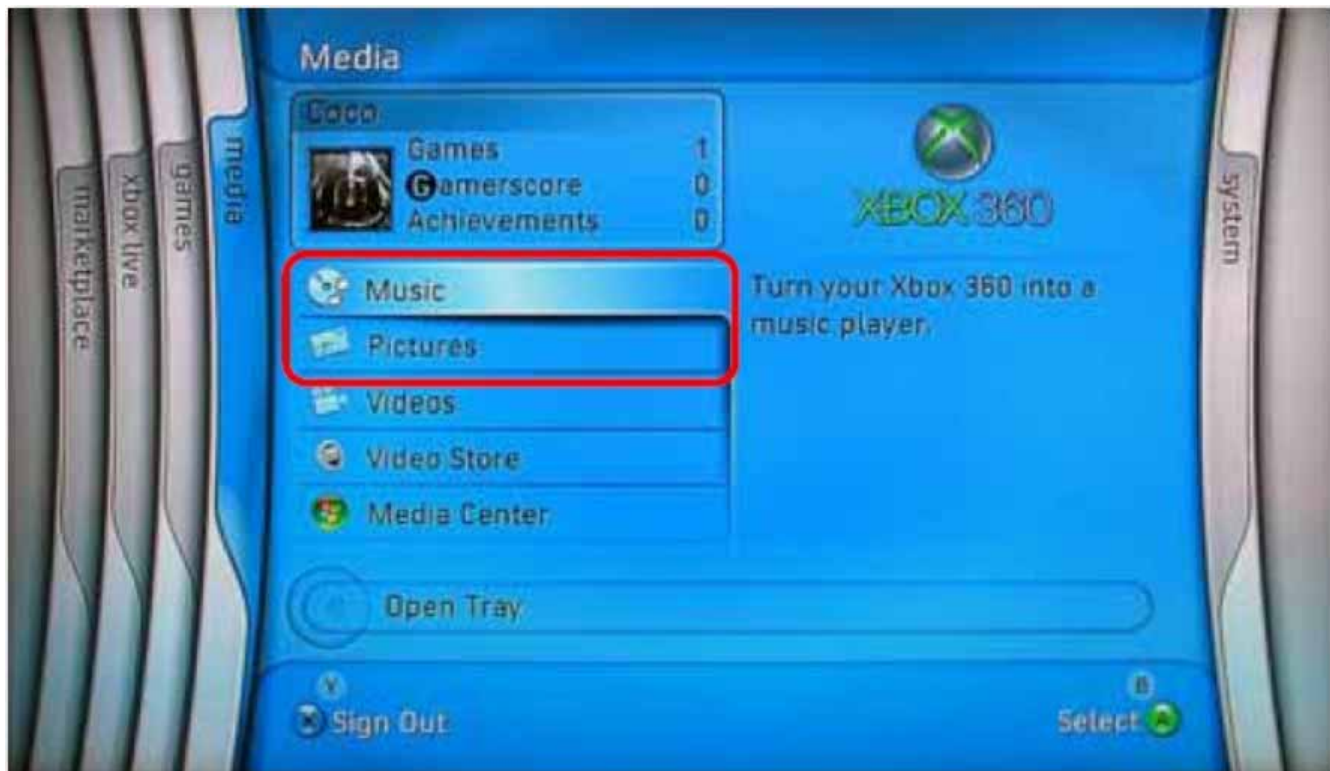 Media
marketplace
xbox live
games
media
Coco
Games 1
Gamerscore 0
Achievements 0
XBOX 360
system
Music
Turn your Xbox 360 into a
music player.
Pictures
Videos
Video Store
Media Center
Open Tray
Y
B
X Sign Out
Select A